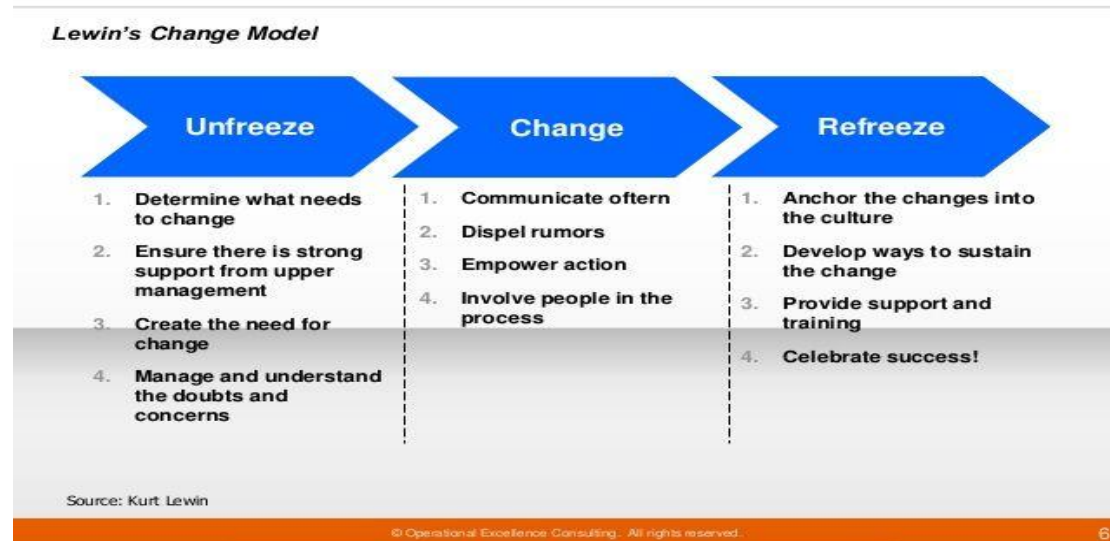 Lewin's Change Model
Unfreeze
1. Determine what needs
to change
2. Ensure there is strong
support from upper
management
3. Create the need for
change
4. Manage and understand
the doubts and
concerns
Change
1. Communicate oftern
2. Dispel rumors
3. Empower action
4. Involve people in the
process
Refreeze
1. Anchor the changes into
the culture
2. Develop ways to sustain
the change
3. Provide support and
training
4. Celebrate success!
Source: Kurt Lewin
© Operational Excellence Consulting. All rights reserved.
6